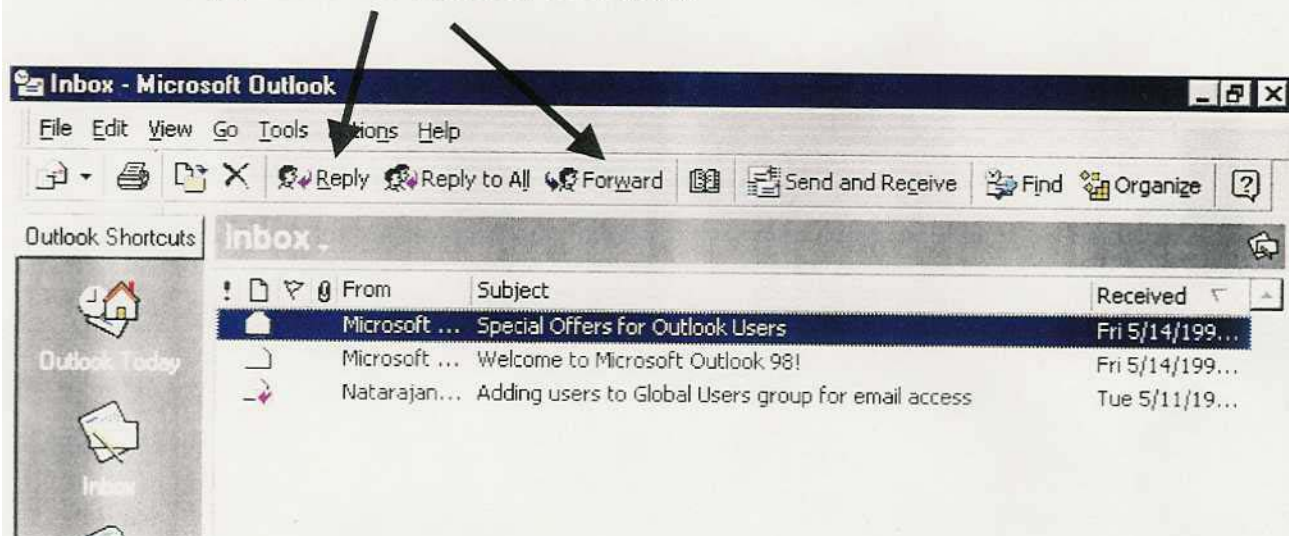 Inbox - Microsoft Outlook
File Edit View Go Tools Help
Reply Reply to All Forward Send and Receive Find Organize
Outlook Shortcuts Inbox
! From Subject Received
Microsoft ... Special Offers for Outlook Users Fri 5/14/199...
Outlook Today Microsoft ... Welcome to Microsoft Outlook 98! Fri 5/14/199...
Natarajan... Adding users to Global Users group for email access Tue 5/11/19...
Inbox